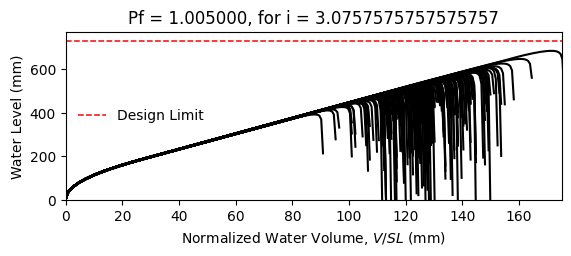 Pf = 1.005000, for i = 3.0757575757575757
Water Level (mm)
600
400
200
0
Design Limit
0 20 40 60 80 100 120 140 160
Normalized Water Volume, V/SL (mm)